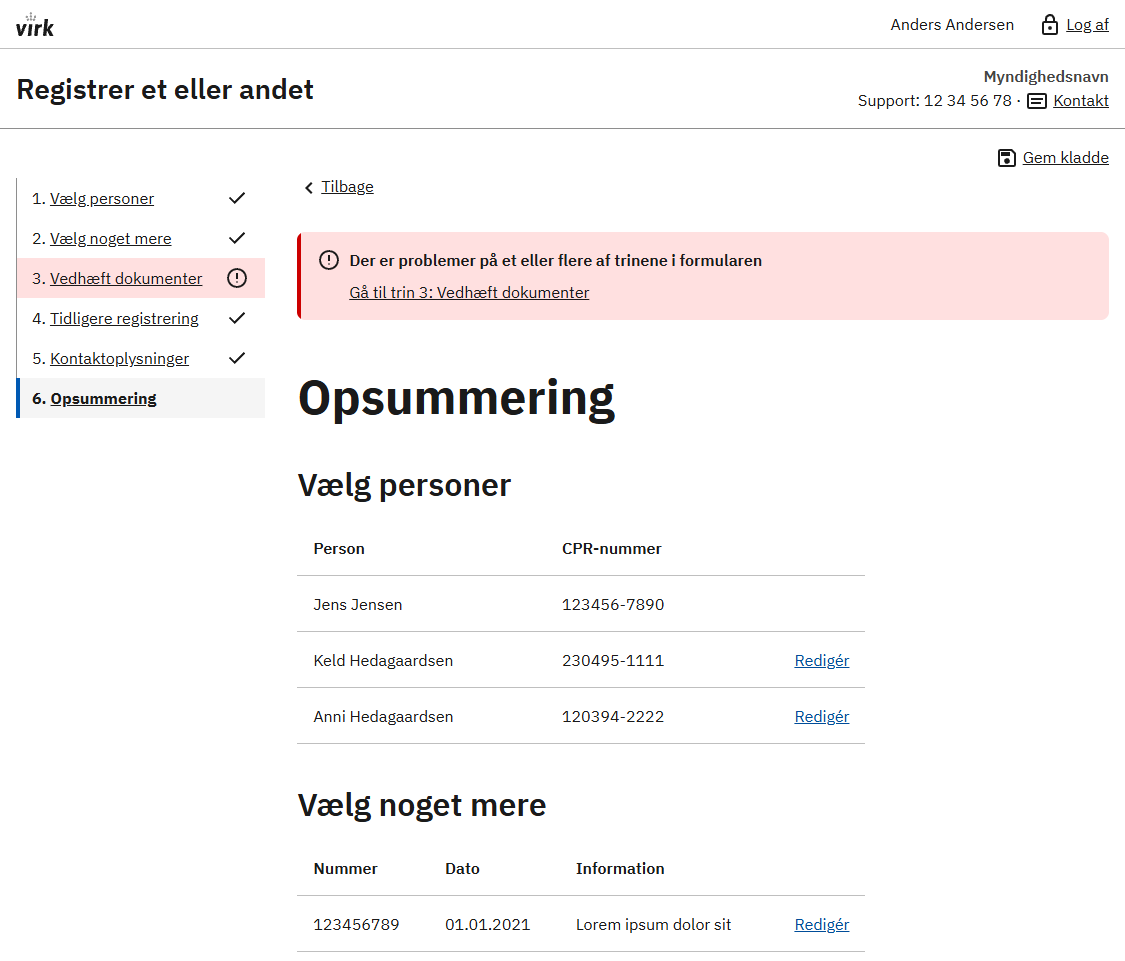 virk
Anders Andersen Log af
Registrer et eller andet
Myndighedsnavn
Support: 12 34 56 78 · Kontakt
Gem kladde
Tilbage
1. Vælg personer
2. Vælg noget mere
3. Vedhæft dokumenter
4. Tidligere registrering
5. Kontaktoplysninger
6. Opsummering
Der er problemer på et eller flere af trinene i formularen
Gå til trin 3: Vedhæft dokumenter
Opsummering
Vælg personer
Person CPR-nummer
Jens Jensen 123456-7890
Keld Hedagaardsen 230495-1111 Redigér
Anni Hedagaardsen 120394-2222 Redigér
Vælg noget mere
Nummer Dato Information
123456789 01.01.2021 Lorem ipsum dolor sit Redigér